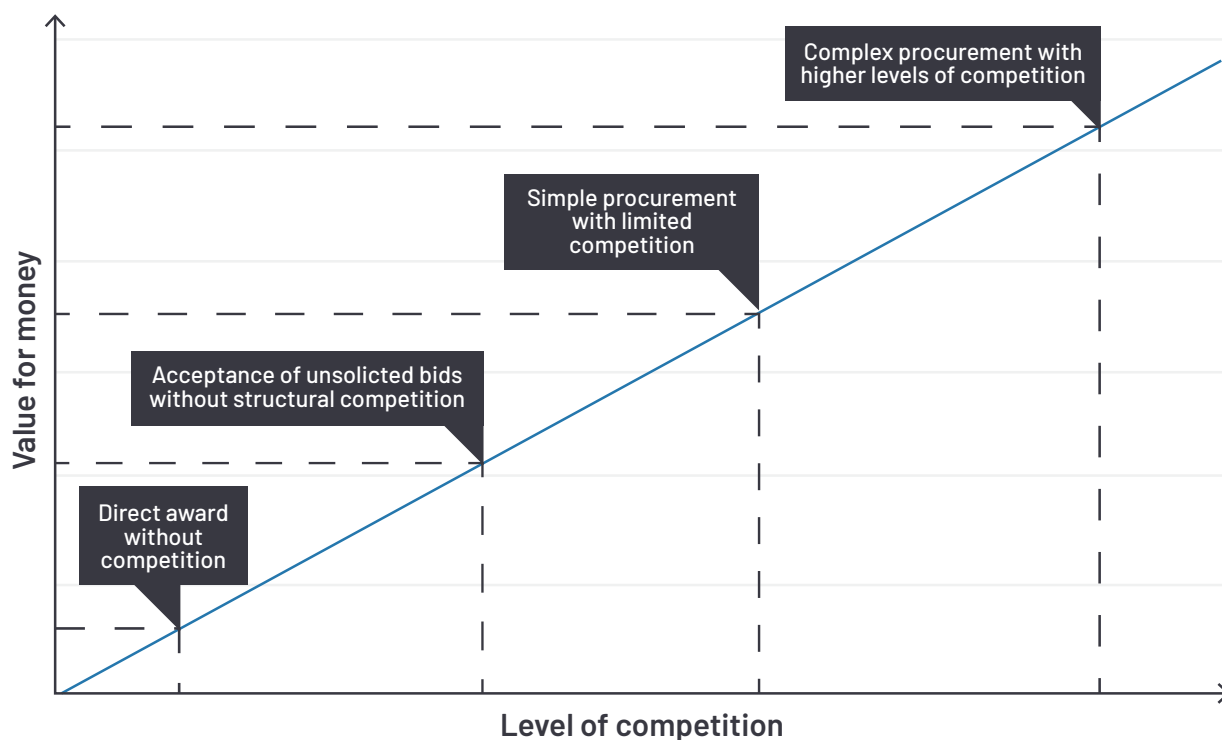 Complex procurement with
higher levels of competition
Simple procurement
with limited
competition
Acceptance of unsolicted bids
without structural competition
Direct award
without
competition
Value for money
Level of competition